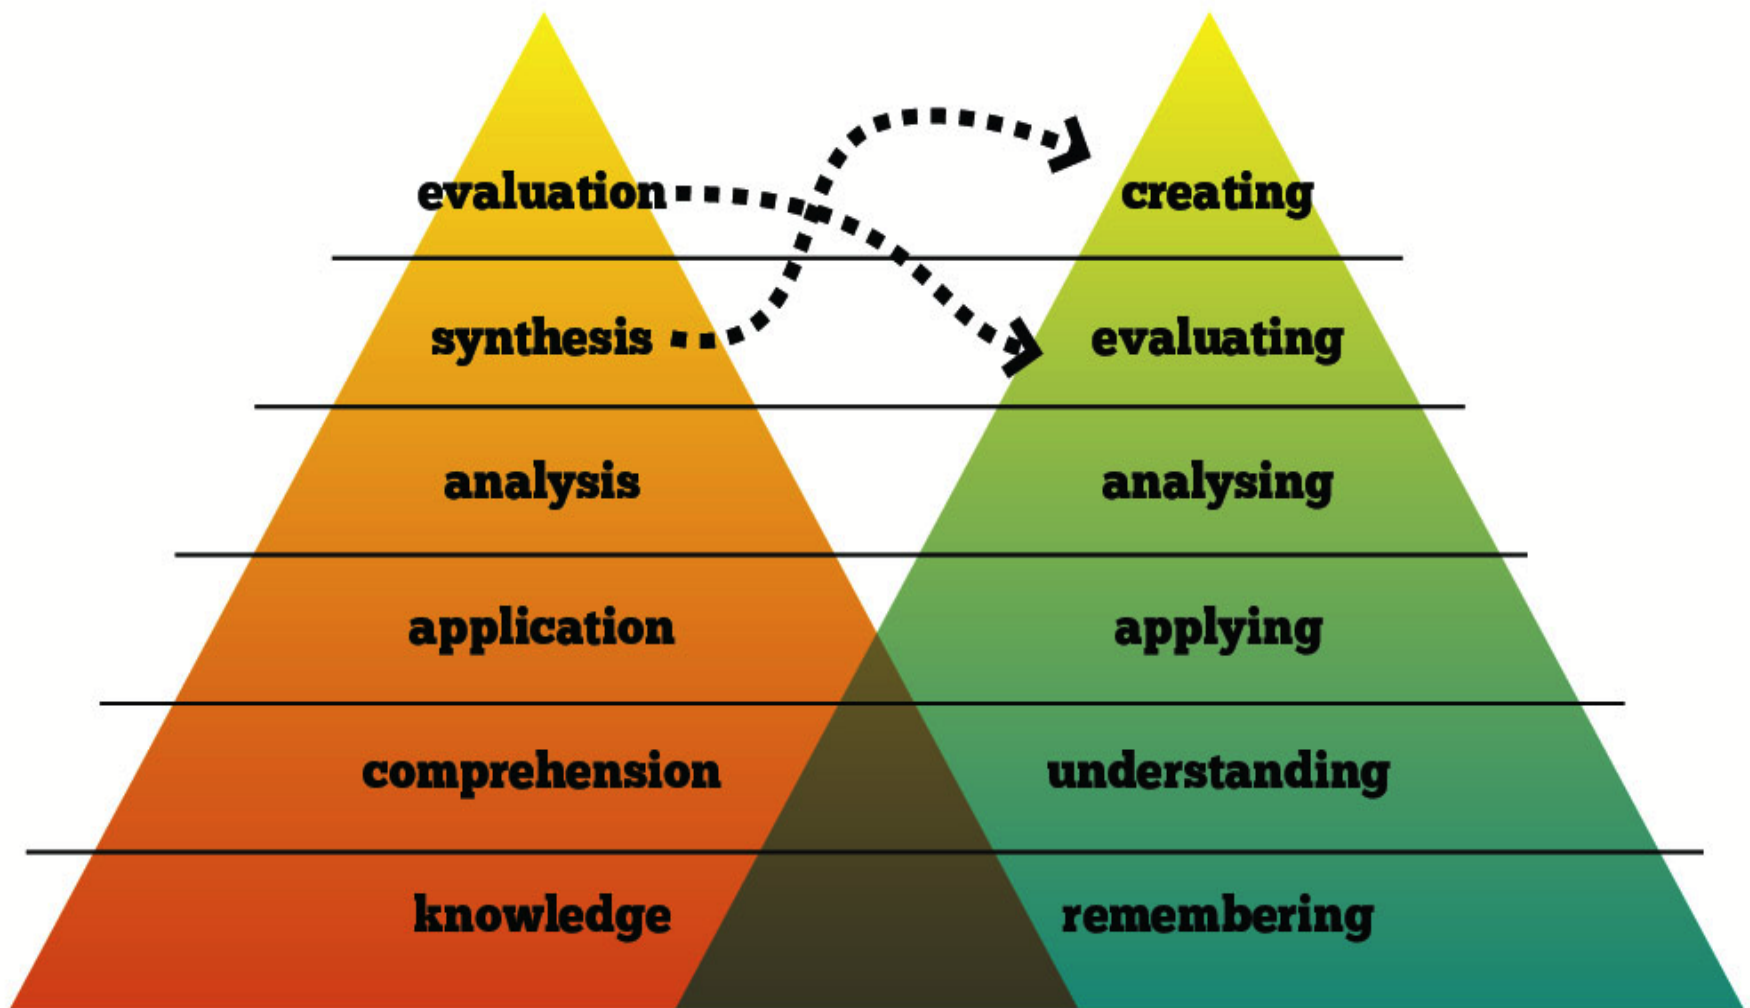 evaluation
creating
synthesis
evaluating
analysis
analysing
application
applying
comprehension
understanding
knowledge
remembering